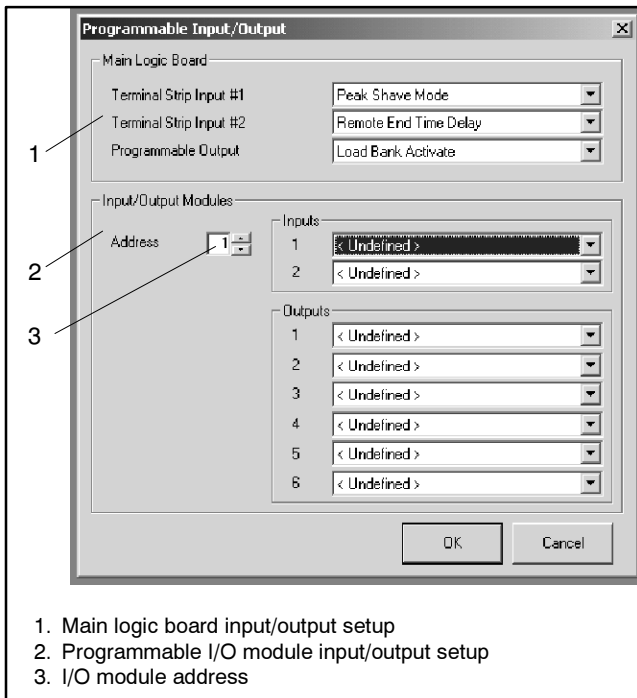 Programmable Input/Output
Main Logic Board
Terminal Strip Input #1 Peak Shave Mode
Terminal Strip Input #2 Remote End Time Delay
Programmable Output Load Bank Activate
1
Input/Output Modules
Address 1
Inputs
1 < Undefined >
2 < Undefined >
2
3
Outputs
1 < Undefined >
2 < Undefined >
3 < Undefined >
4 < Undefined >
5 < Undefined >
6 < Undefined >
OK Cancel
1. Main logic board input/output setup
2. Programmable I/O module input/output setup
3. I/O module address